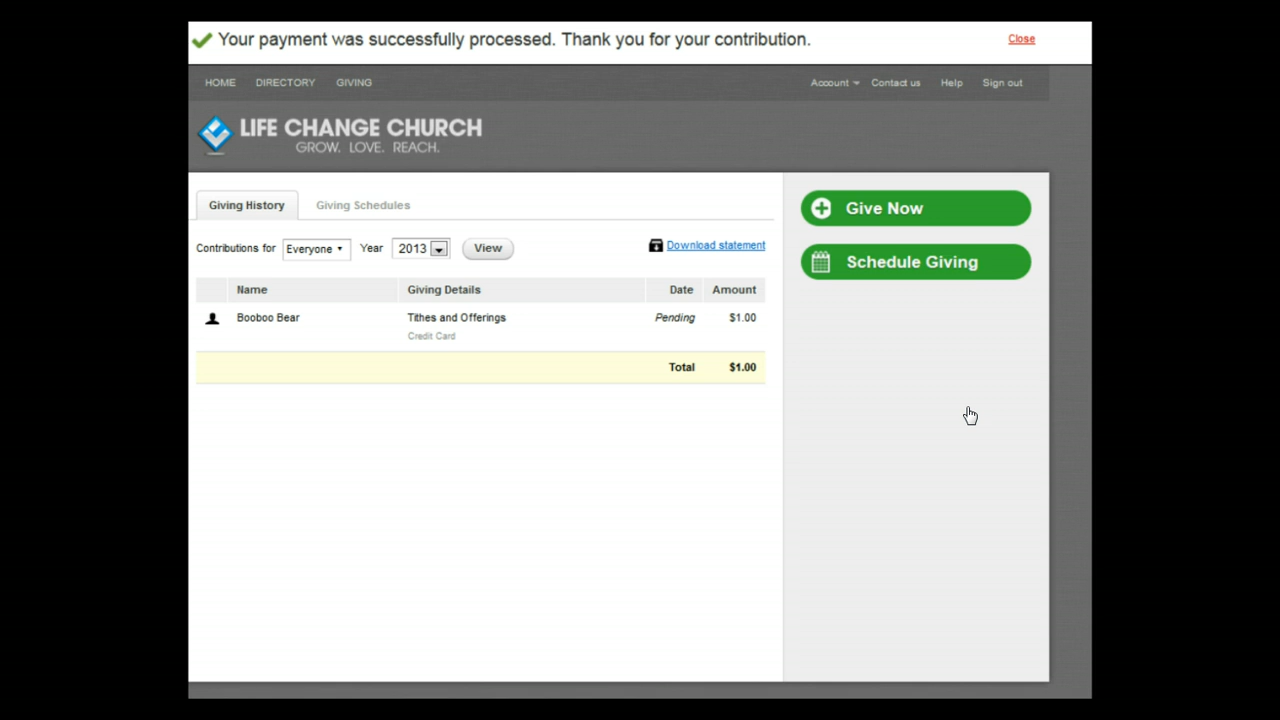 Your payment was successfully processed. Thank you for your contribution.
Close
HOME DIRECTORY GIVING
Account Contact us Help Sign out
LIFE CHANGE CHURCH
GROW. LOVE. REACH.
Giving History Giving Schedules
Contributions for Everyone Year 2013 View
Download statement
Name Giving Details Date Amount
Booboo Bear Tithes and Offerings Pending $1.00
Credit Card
Total $1.00
Give Now
Schedule Giving